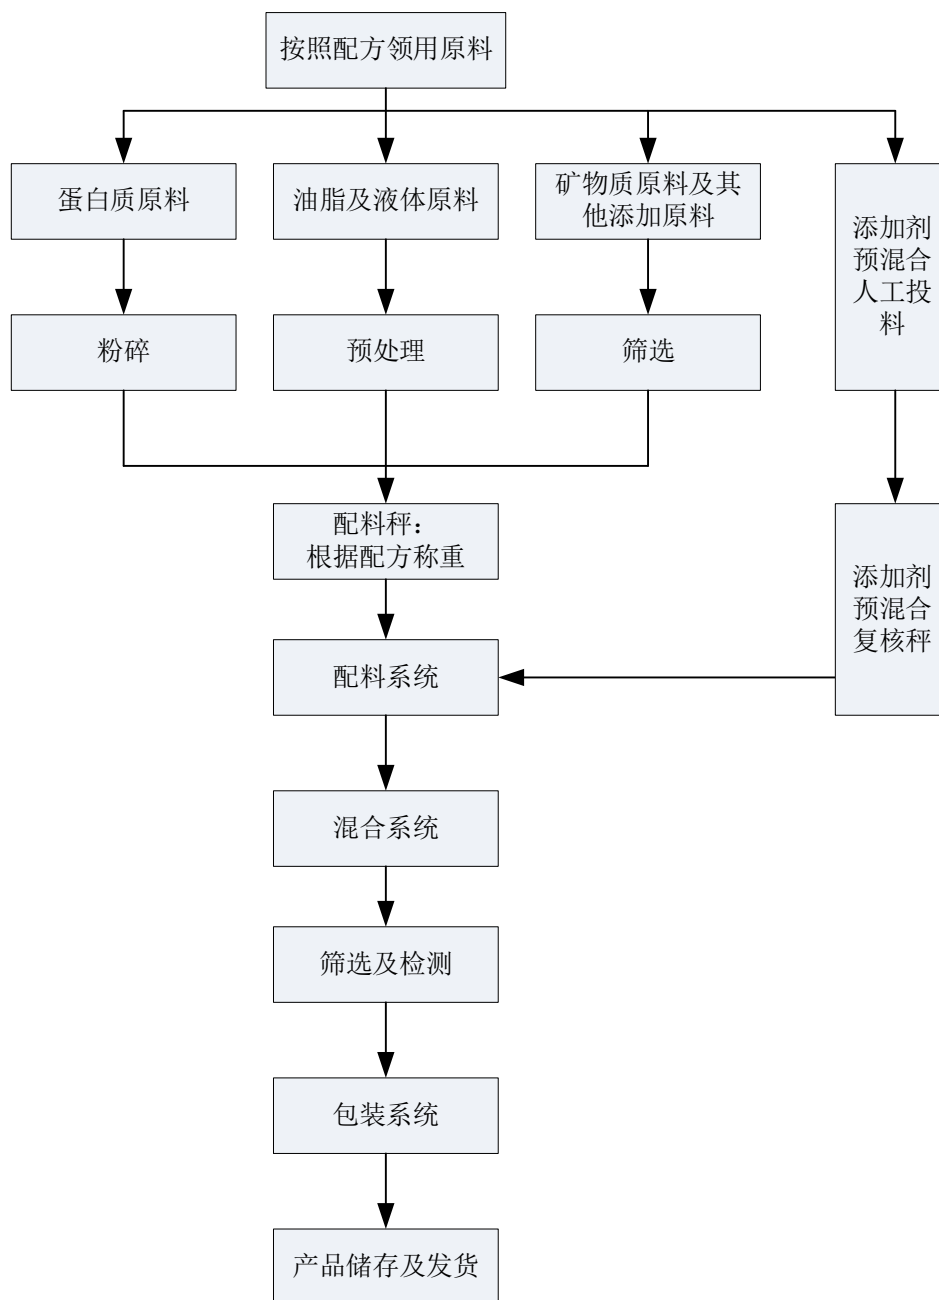 按照配方领用原料
蛋白质原料
油脂及液体原料
矿物质原料及其
他添加原料
添加剂
预混合
人工投
料
粉碎
预处理
筛选
配料秤：
根据配方称重
添加剂
预混合
复核秤
配料系统
混合系统
筛选及检测
包装系统
产品储存及发货